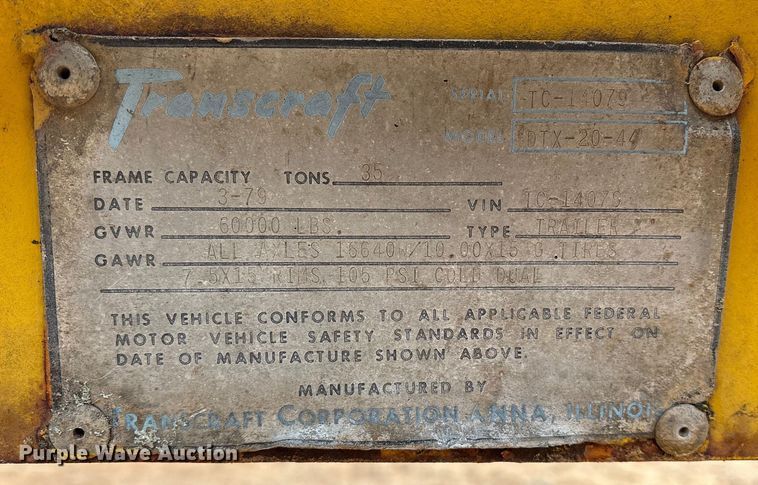 Transcraft
SERIAL TC-14079
MODEL DTX-20-44
FRAME CAPACITY TONS 35
DATE 3-79 VIN TC-14079
GVWR 60000 LBS. TYPE TRAILER
GAWR ALL AXLES 16640 W/10.00X15 G TIRES
7.5X15 RIMS 105 PSI COLD DUAL
THIS VEHICLE CONFORMS TO ALL APPLICABLE FEDERAL
MOTOR VEHICLE SAFETY STANDARDS IN EFFECT ON
DATE OF MANUFACTURE SHOWN ABOVE.
MANUFACTURED BY
TRANSCRAFT CORPORATION ANNA, ILLINOIS
Purple Wave Auction